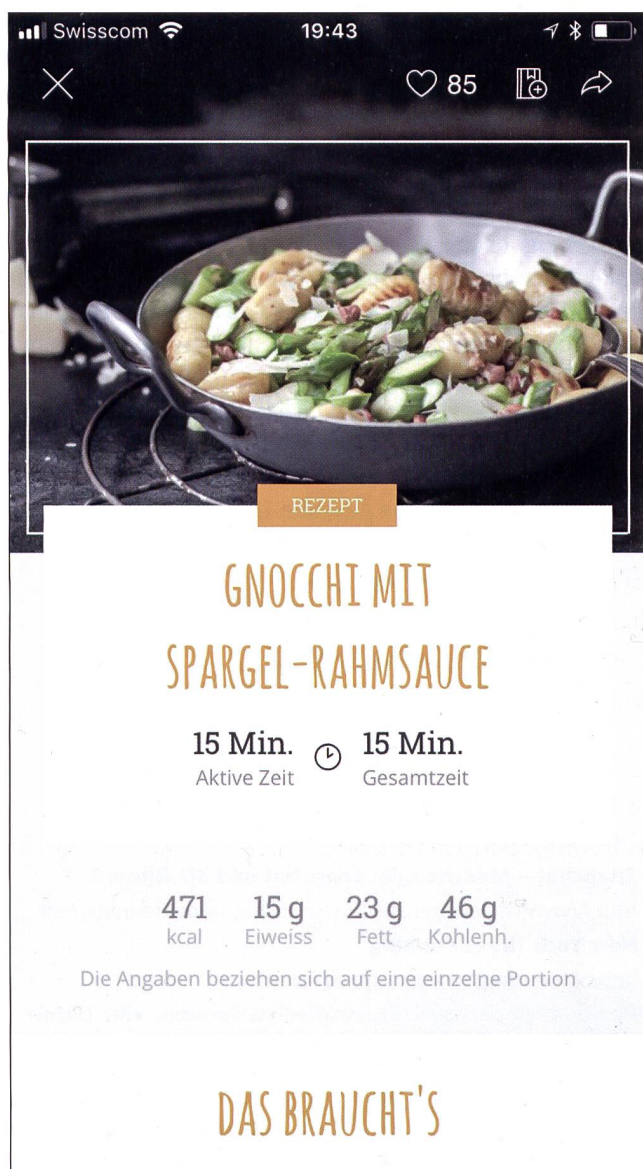 Swisscom 19:43
85
REZEPT
GNOCCHI MIT
SPARGEL-RAHMSAUCE
15 Min. 15 Min.
Aktive Zeit Gesamtzeit
471 15 g 23 g 46 g
kcal Eiweiss Fett Kohlenh.
Die Angaben beziehen sich auf eine einzelne Portion
DAS BRAUCHT'S